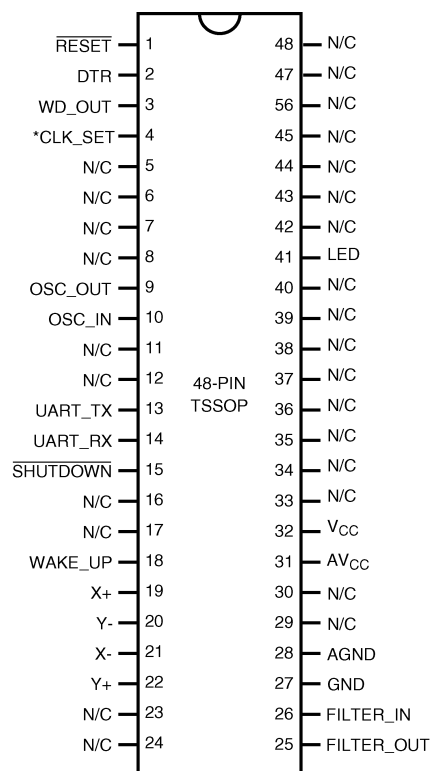 RESET 1 48 N/C
DTR 2 47 N/C
WD_OUT 3 56 N/C
*CLK_SET 4 45 N/C
N/C 5 44 N/C
N/C 6 43 N/C
N/C 7 42 N/C
N/C 8 41 LED
OSC_OUT 9 40 N/C
OSC_IN 10 39 N/C
N/C 11 38 N/C
N/C 12 37 N/C
48-PIN
TSSOP
UART_TX 13 36 N/C
UART_RX 14 35 N/C
SHUTDOWN 15 34 N/C
N/C 16 33 N/C
N/C 17 32 VCC
WAKE_UP 18 31 AVCC
X+ 19 30 N/C
Y- 20 29 N/C
X- 21 28 AGND
Y+ 22 27 GND
N/C 23 26 FILTER_IN
N/C 24 25 FILTER_OUT